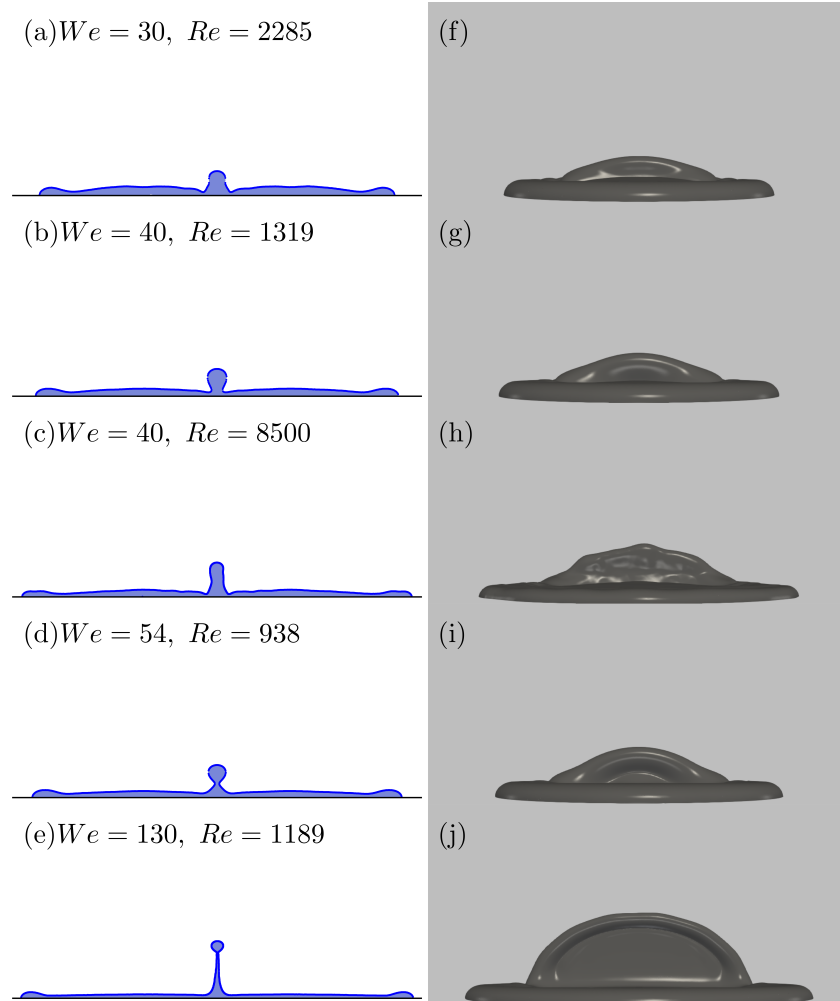 (a)We = 30, Re = 2285
(f)
(b)We = 40, Re = 1319
(g)
(c)We = 40, Re = 8500
(h)
(d)We = 54, Re = 938
(i)
(e)We = 130, Re = 1189
(j)